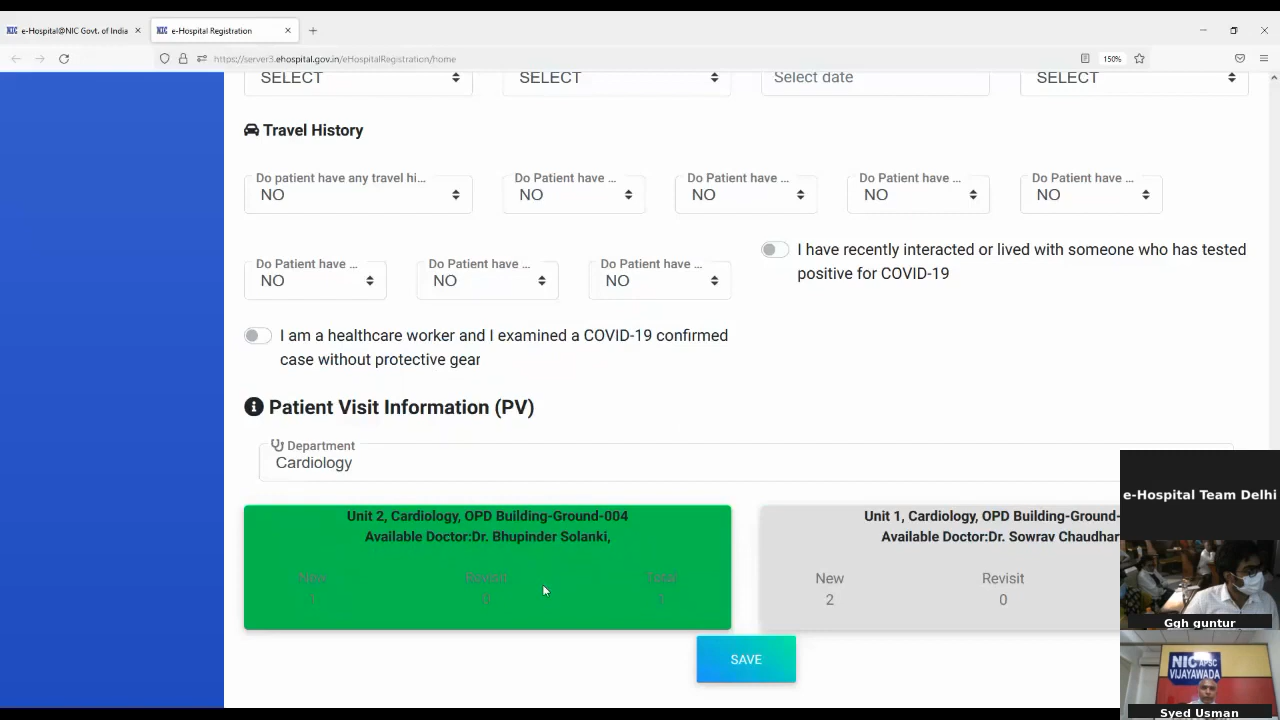 NIC e-Hospital@NIC Govt. of India
NIC e-Hospital Registration
https://server3.ehospital.gov.in/eHospitalRegistration/home
150%
SELECT
SELECT
Select date
SELECT
Travel History
Do patient have any travel hi...
NO
Do Patient have ...
NO
Do Patient have ...
NO
Do Patient have ...
NO
Do Patient have ...
NO
Do Patient have ...
NO
Do Patient have ...
NO
Do Patient have ...
NO
I have recently interacted or lived with someone who has tested
positive for COVID-19
I am a healthcare worker and I examined a COVID-19 confirmed
case without protective gear
Patient Visit Information (PV)
Department
Cardiology
Unit 2, Cardiology, OPD Building-Ground-004
Available Doctor:Dr. Bhupinder Solanki,
New
1
Revisit
0
Total
1
Unit 1, Cardiology, OPD Building-Ground-
Available Doctor:Dr. Sowrav Chaudhar
New
2
Revisit
0
SAVE
e-Hospital Team Delhi
Ggh guntur
NIC APSC
VIJAYAWADA
Syed Usman